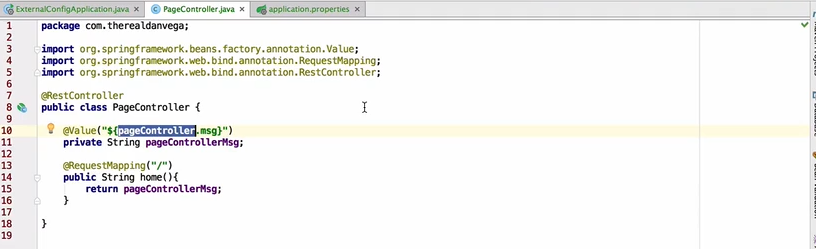 ExternalConfigApplication.java PageController.java application.properties
1 package com.therealdanvega;
2
3 import org.springframework.beans.factory.annotation.Value;
4 import org.springframework.web.bind.annotation.RequestMapping;
5 import org.springframework.web.bind.annotation.RestController;
6
7 @RestController
8 public class PageController {
9
10 @Value("${pageController.msg}")
11 private String pageControllerMsg;
12
13 @RequestMapping("/")
14 public String home(){
15 return pageControllerMsg;
16 }
17
18 }
19